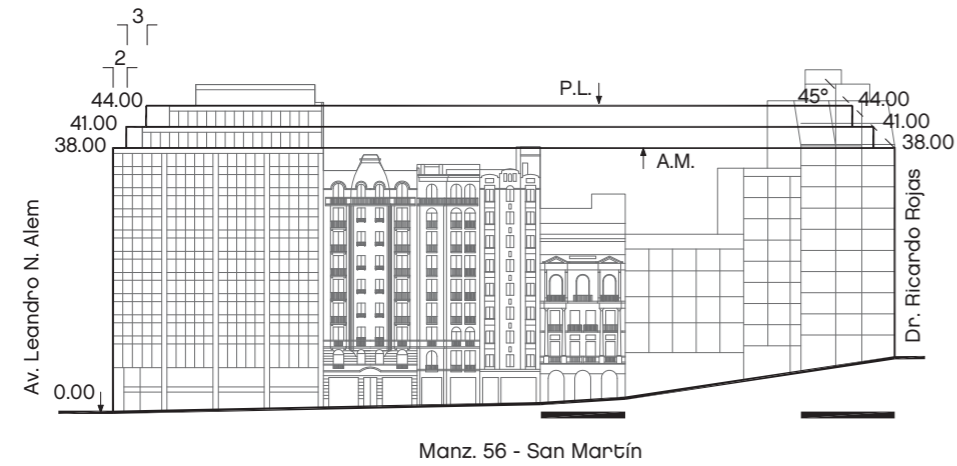 3
2
P.L.
45°
44.00
44.00
41.00
41.00
38.00
38.00
A.M.
Av. Leandro N. Alem
Dn. Ricardo Rojas
0.00
Manz. 56 - San Martín